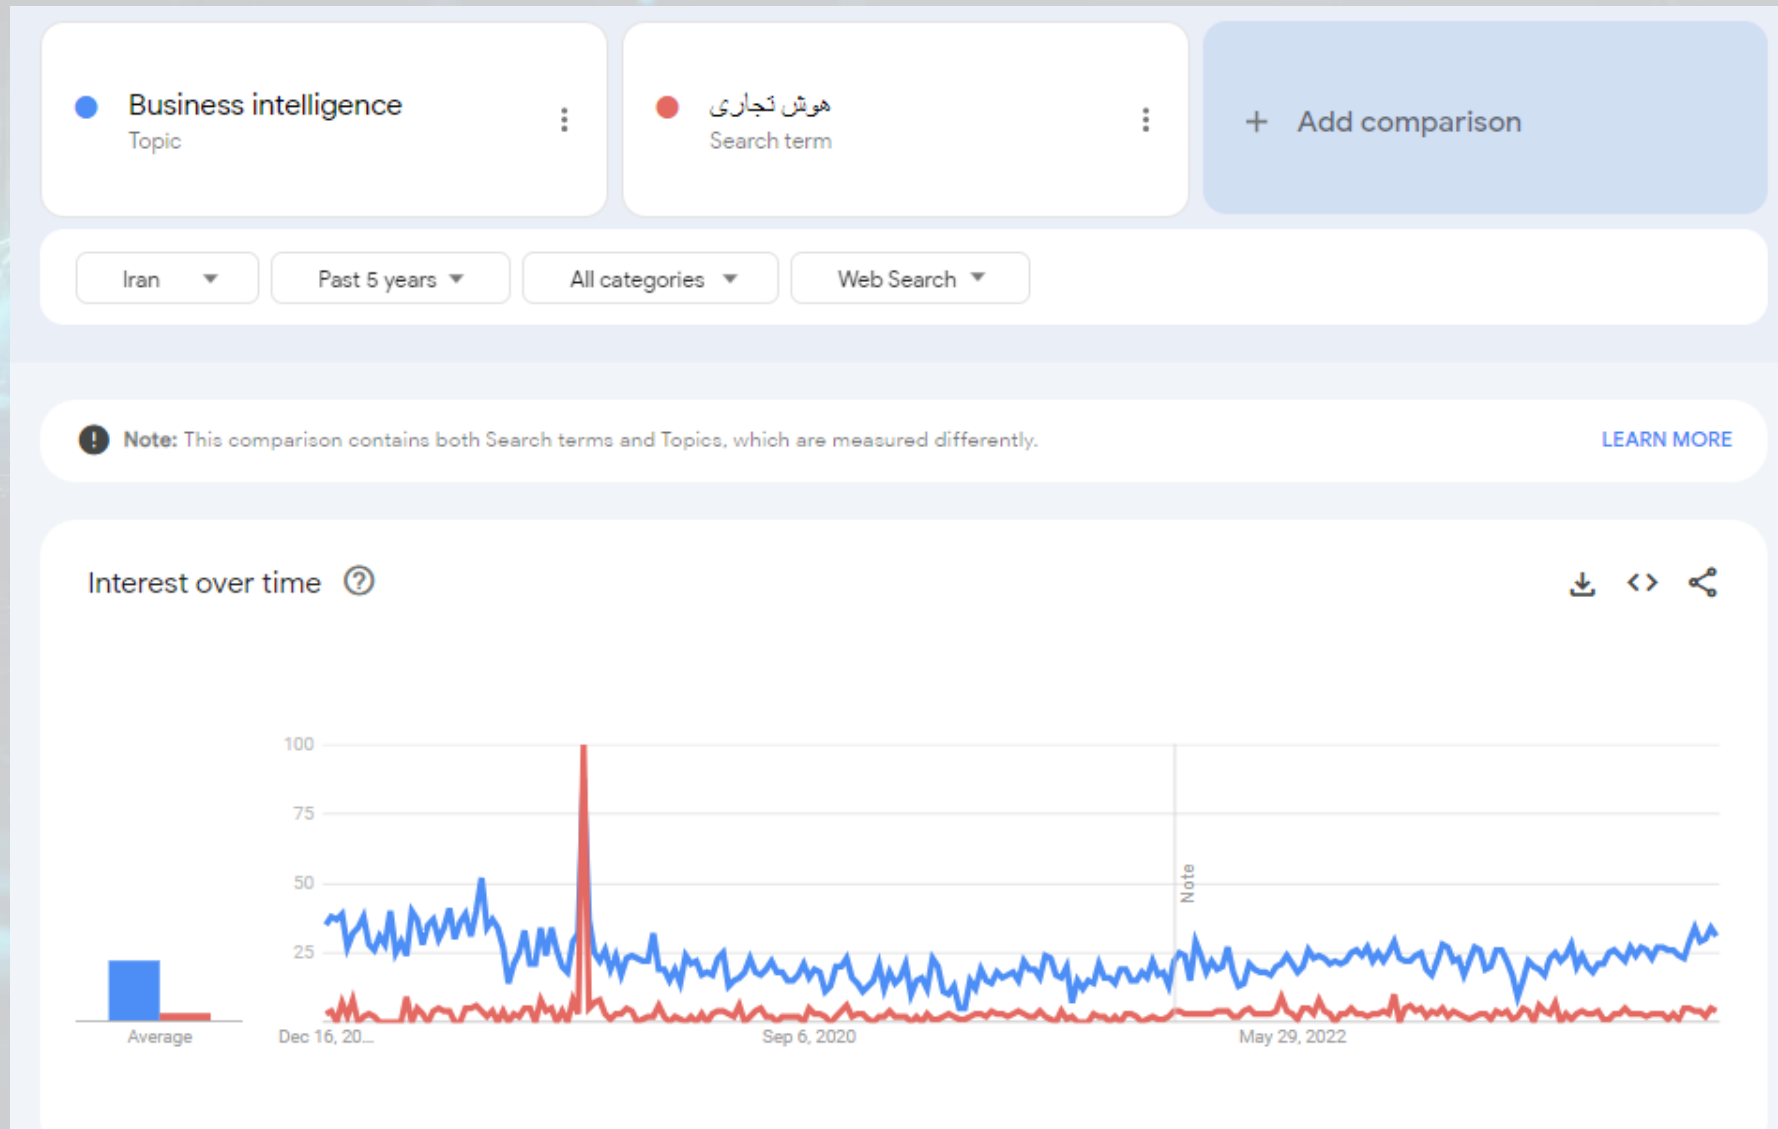 Business intelligence
Topic
هوش تجاری
Search term
+ Add comparison
Iran
Past 5 years
All categories
Web Search
Note: This comparison contains both Search terms and Topics, which are measured differently.
LEARN MORE
Interest over time
100
75
50
25
Note
Average
Dec 16, 20...
Sep 6, 2020
May 29, 2022